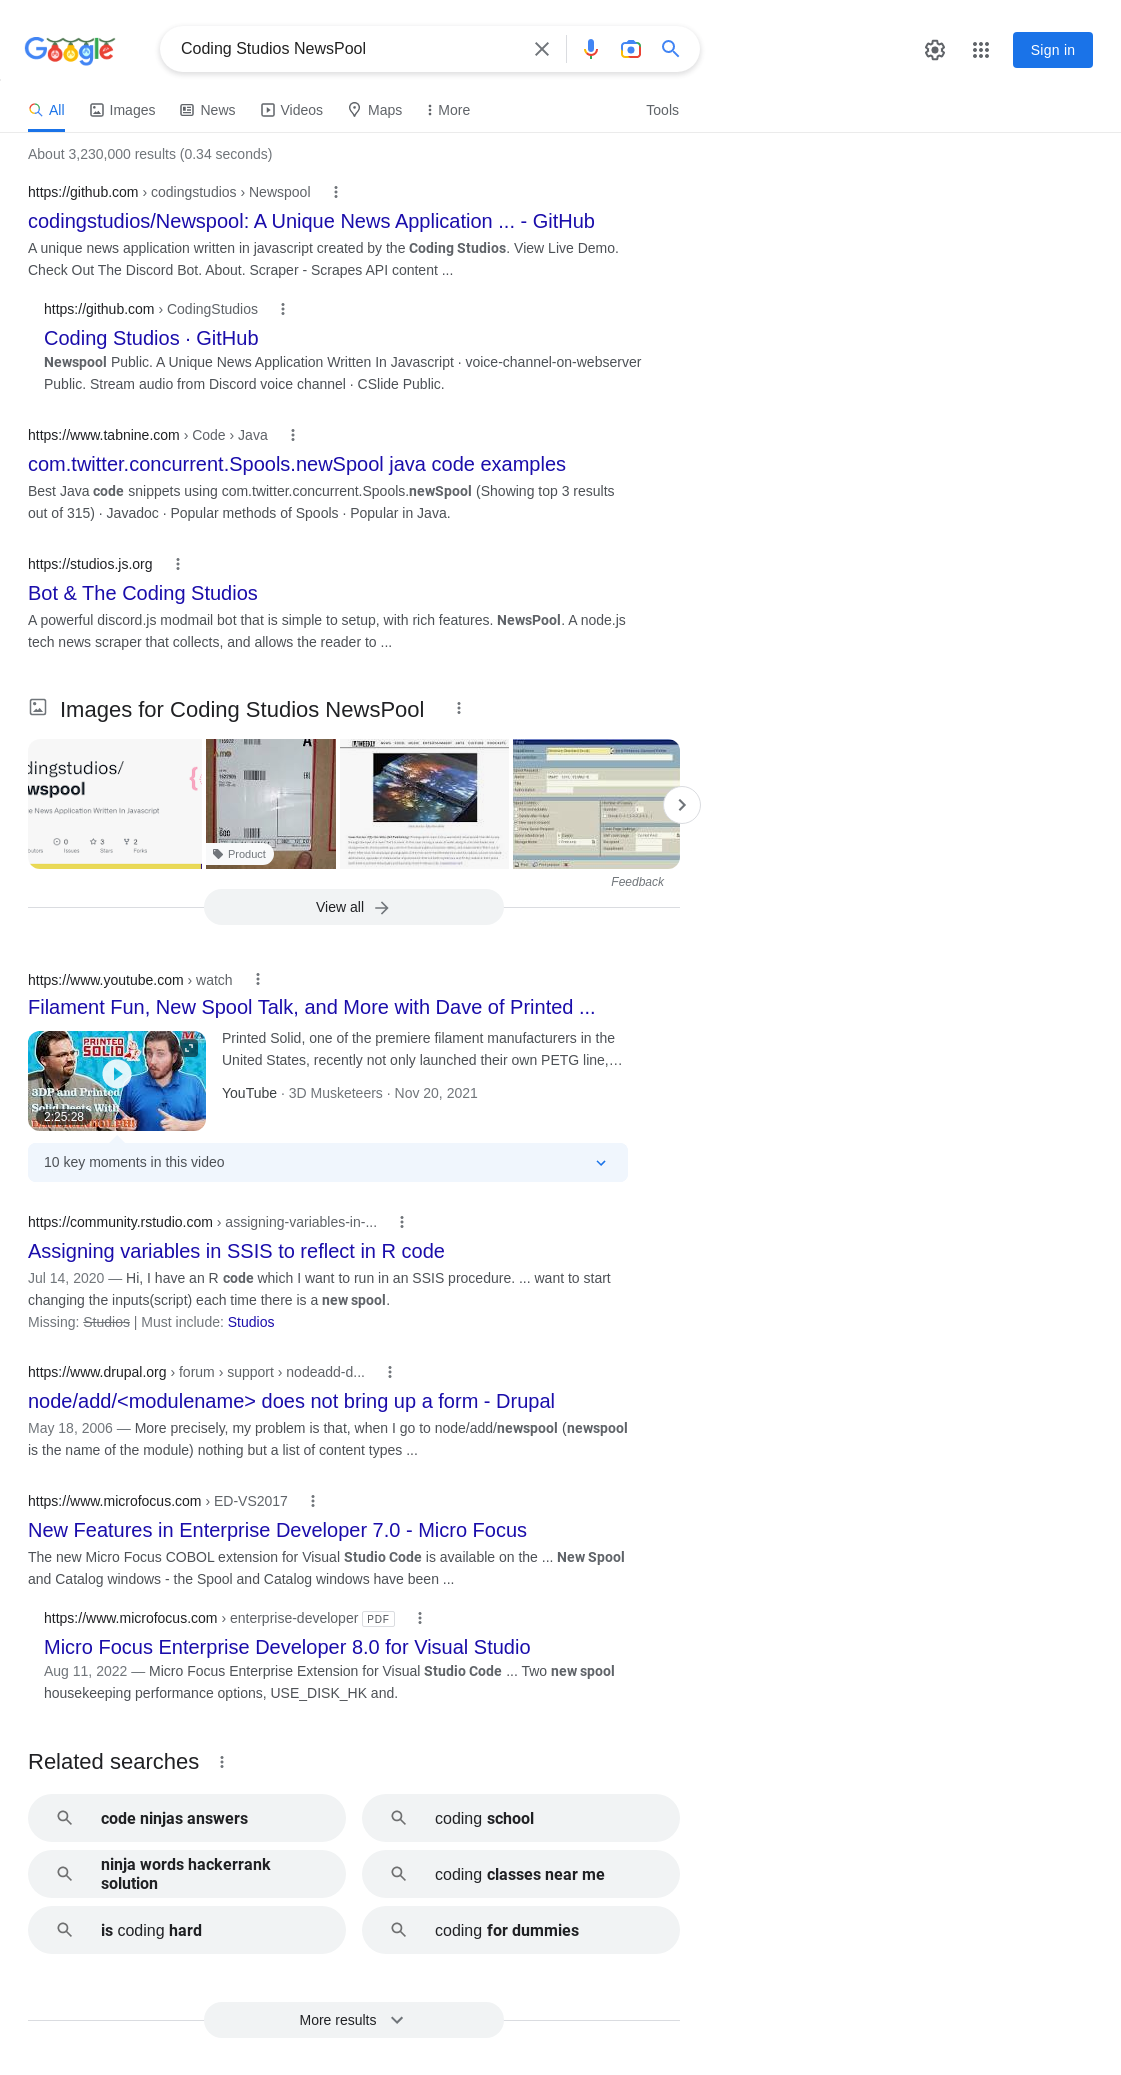 Google
Coding Studios NewsPool
Sign in
All
Images
News
Videos
Maps
More
Tools
About 3,230,000 results (0.34 seconds)
https://github.com › codingstudios › Newspool
codingstudios/Newspool: A Unique News Application ... - GitHub
A unique news application written in javascript created by the Coding Studios. View Live Demo.
Check Out The Discord Bot. About. Scraper - Scrapes API content ...
https://github.com › CodingStudios
Coding Studios · GitHub
Newspool Public. A Unique News Application Written In Javascript · voice-channel-on-webserver
Public. Stream audio from Discord voice channel · CSlide Public.
https://www.tabnine.com › Code › Java
com.twitter.concurrent.Spools.newSpool java code examples
Best Java code snippets using com.twitter.concurrent.Spools.newSpool (Showing top 3 results
out of 315) · Javadoc · Popular methods of Spools · Popular in Java.
https://studios.js.org
Bot & The Coding Studios
A powerful discord.js modmail bot that is simple to setup, with rich features. NewsPool. A node.js
tech news scraper that collects, and allows the reader to ...
Images for Coding Studios NewsPool
dingstudios/
wspool
e News Application Written In Javascript
0
3
2
Issues
Stars
Forks
Product
Feedback
View all
https://www.youtube.com › watch
Filament Fun, New Spool Talk, and More with Dave of Printed ...
PRINTED
SOLID
3DP and Printed
Solid Deets With
2:25:28
Printed Solid, one of the premiere filament manufacturers in the
United States, recently not only launched their own PETG line,...
YouTube · 3D Musketeers · Nov 20, 2021
10 key moments in this video
https://community.rstudio.com › assigning-variables-in-...
Assigning variables in SSIS to reflect in R code
Jul 14, 2020 — Hi, I have an R code which I want to run in an SSIS procedure. ... want to start
changing the inputs(script) each time there is a new spool.
Missing: Studios | Must include: Studios
https://www.drupal.org › forum › support › nodeadd-d...
node/add/<modulename> does not bring up a form - Drupal
May 18, 2006 — More precisely, my problem is that, when I go to node/add/newspool (newspool
is the name of the module) nothing but a list of content types ...
https://www.microfocus.com › ED-VS2017
New Features in Enterprise Developer 7.0 - Micro Focus
The new Micro Focus COBOL extension for Visual Studio Code is available on the ... New Spool
and Catalog windows - the Spool and Catalog windows have been ...
https://www.microfocus.com › enterprise-developer PDF
Micro Focus Enterprise Developer 8.0 for Visual Studio
Aug 11, 2022 — Micro Focus Enterprise Extension for Visual Studio Code ... Two new spool
housekeeping performance options, USE_DISK_HK and.
Related searches
code ninjas answers
coding school
ninja words hackerrank
solution
coding classes near me
is coding hard
coding for dummies
More results